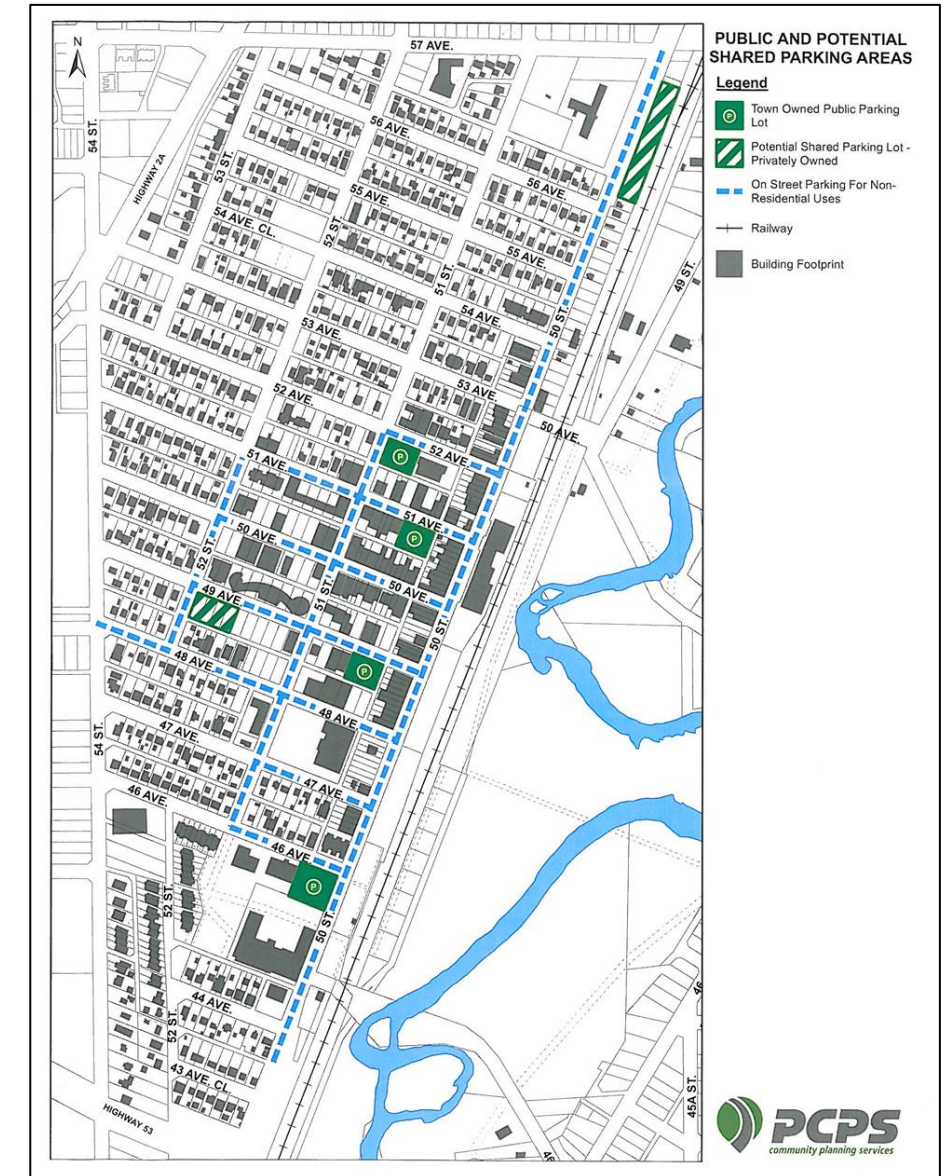 PUBLIC AND POTENTIAL
SHARED PARKING AREAS
Legend
P
Town Owned Public Parking
Lot
Potential Shared Parking Lot -
Privately Owned
On Street Parking For Non-
Residential Uses
Railway
Building Footprint
N
57 AVE.
54 ST.
HIGHWAY 2A
53 ST.
56 AVE.
56 AVE.
55 AVE.
54 AVE. CL.
52 ST.
55 AVE.
51 ST.
49 ST.
54 AVE.
50 ST.
53 AVE.
53 AVE.
52 AVE.
50 AVE.
52 AVE.
P
51 AVE.
51 AVE.
P
50 AVE.
52 ST.
50 AVE.
51 ST.
49 AVE.
50 ST.
48 AVE.
P
48 AVE.
47 AVE.
54 ST.
47 AVE.
46 AVE.
46 AVE.
P
52 ST.
50 ST.
44 AVE.
52 ST.
43 AVE. CL
HIGHWAY 53
45A ST.
46
46
PCPS
community planning services